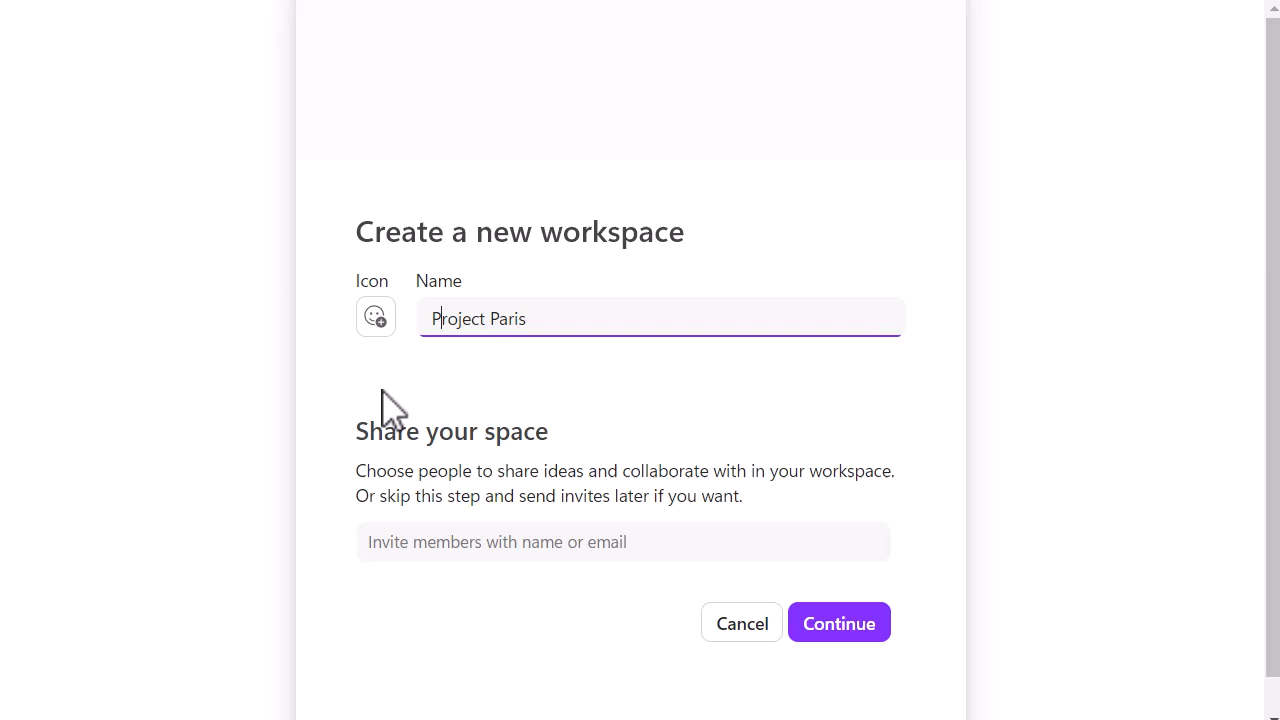 Create a new workspace
Icon Name
Project Paris
Share your space
Choose people to share ideas and collaborate with in your workspace.
Or skip this step and send invites later if you want.
Invite members with name or email
Cancel Continue